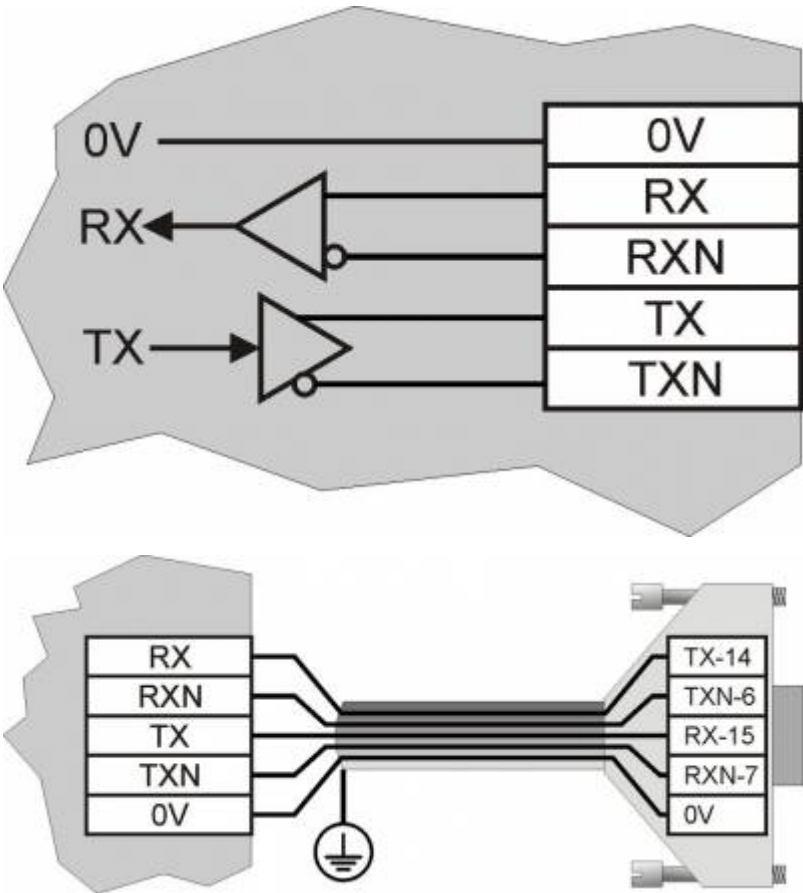 0V 0V
RX RX
RXN
TX TX
TXN
RX TX-14
RXN TXN-6
TX RX-15
TXN RXN-7
0V 0V